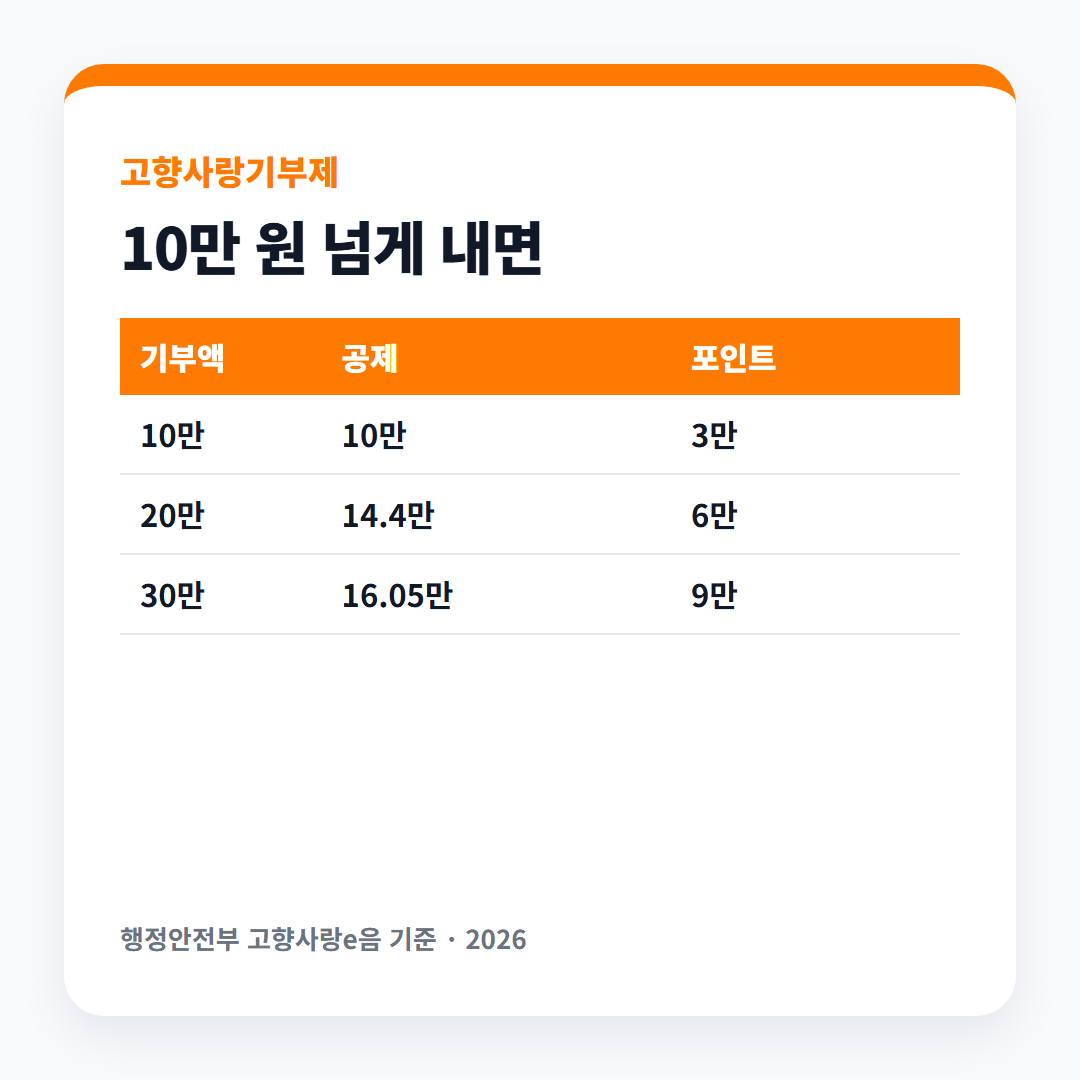 고향사랑기부제
10만 원 넘게 내면
기부액 공제 포인트
10만 10만 3만
20만 14.4만 6만
30만 16.05만 9만
행정안전부 고향사랑e음 기준 · 2026